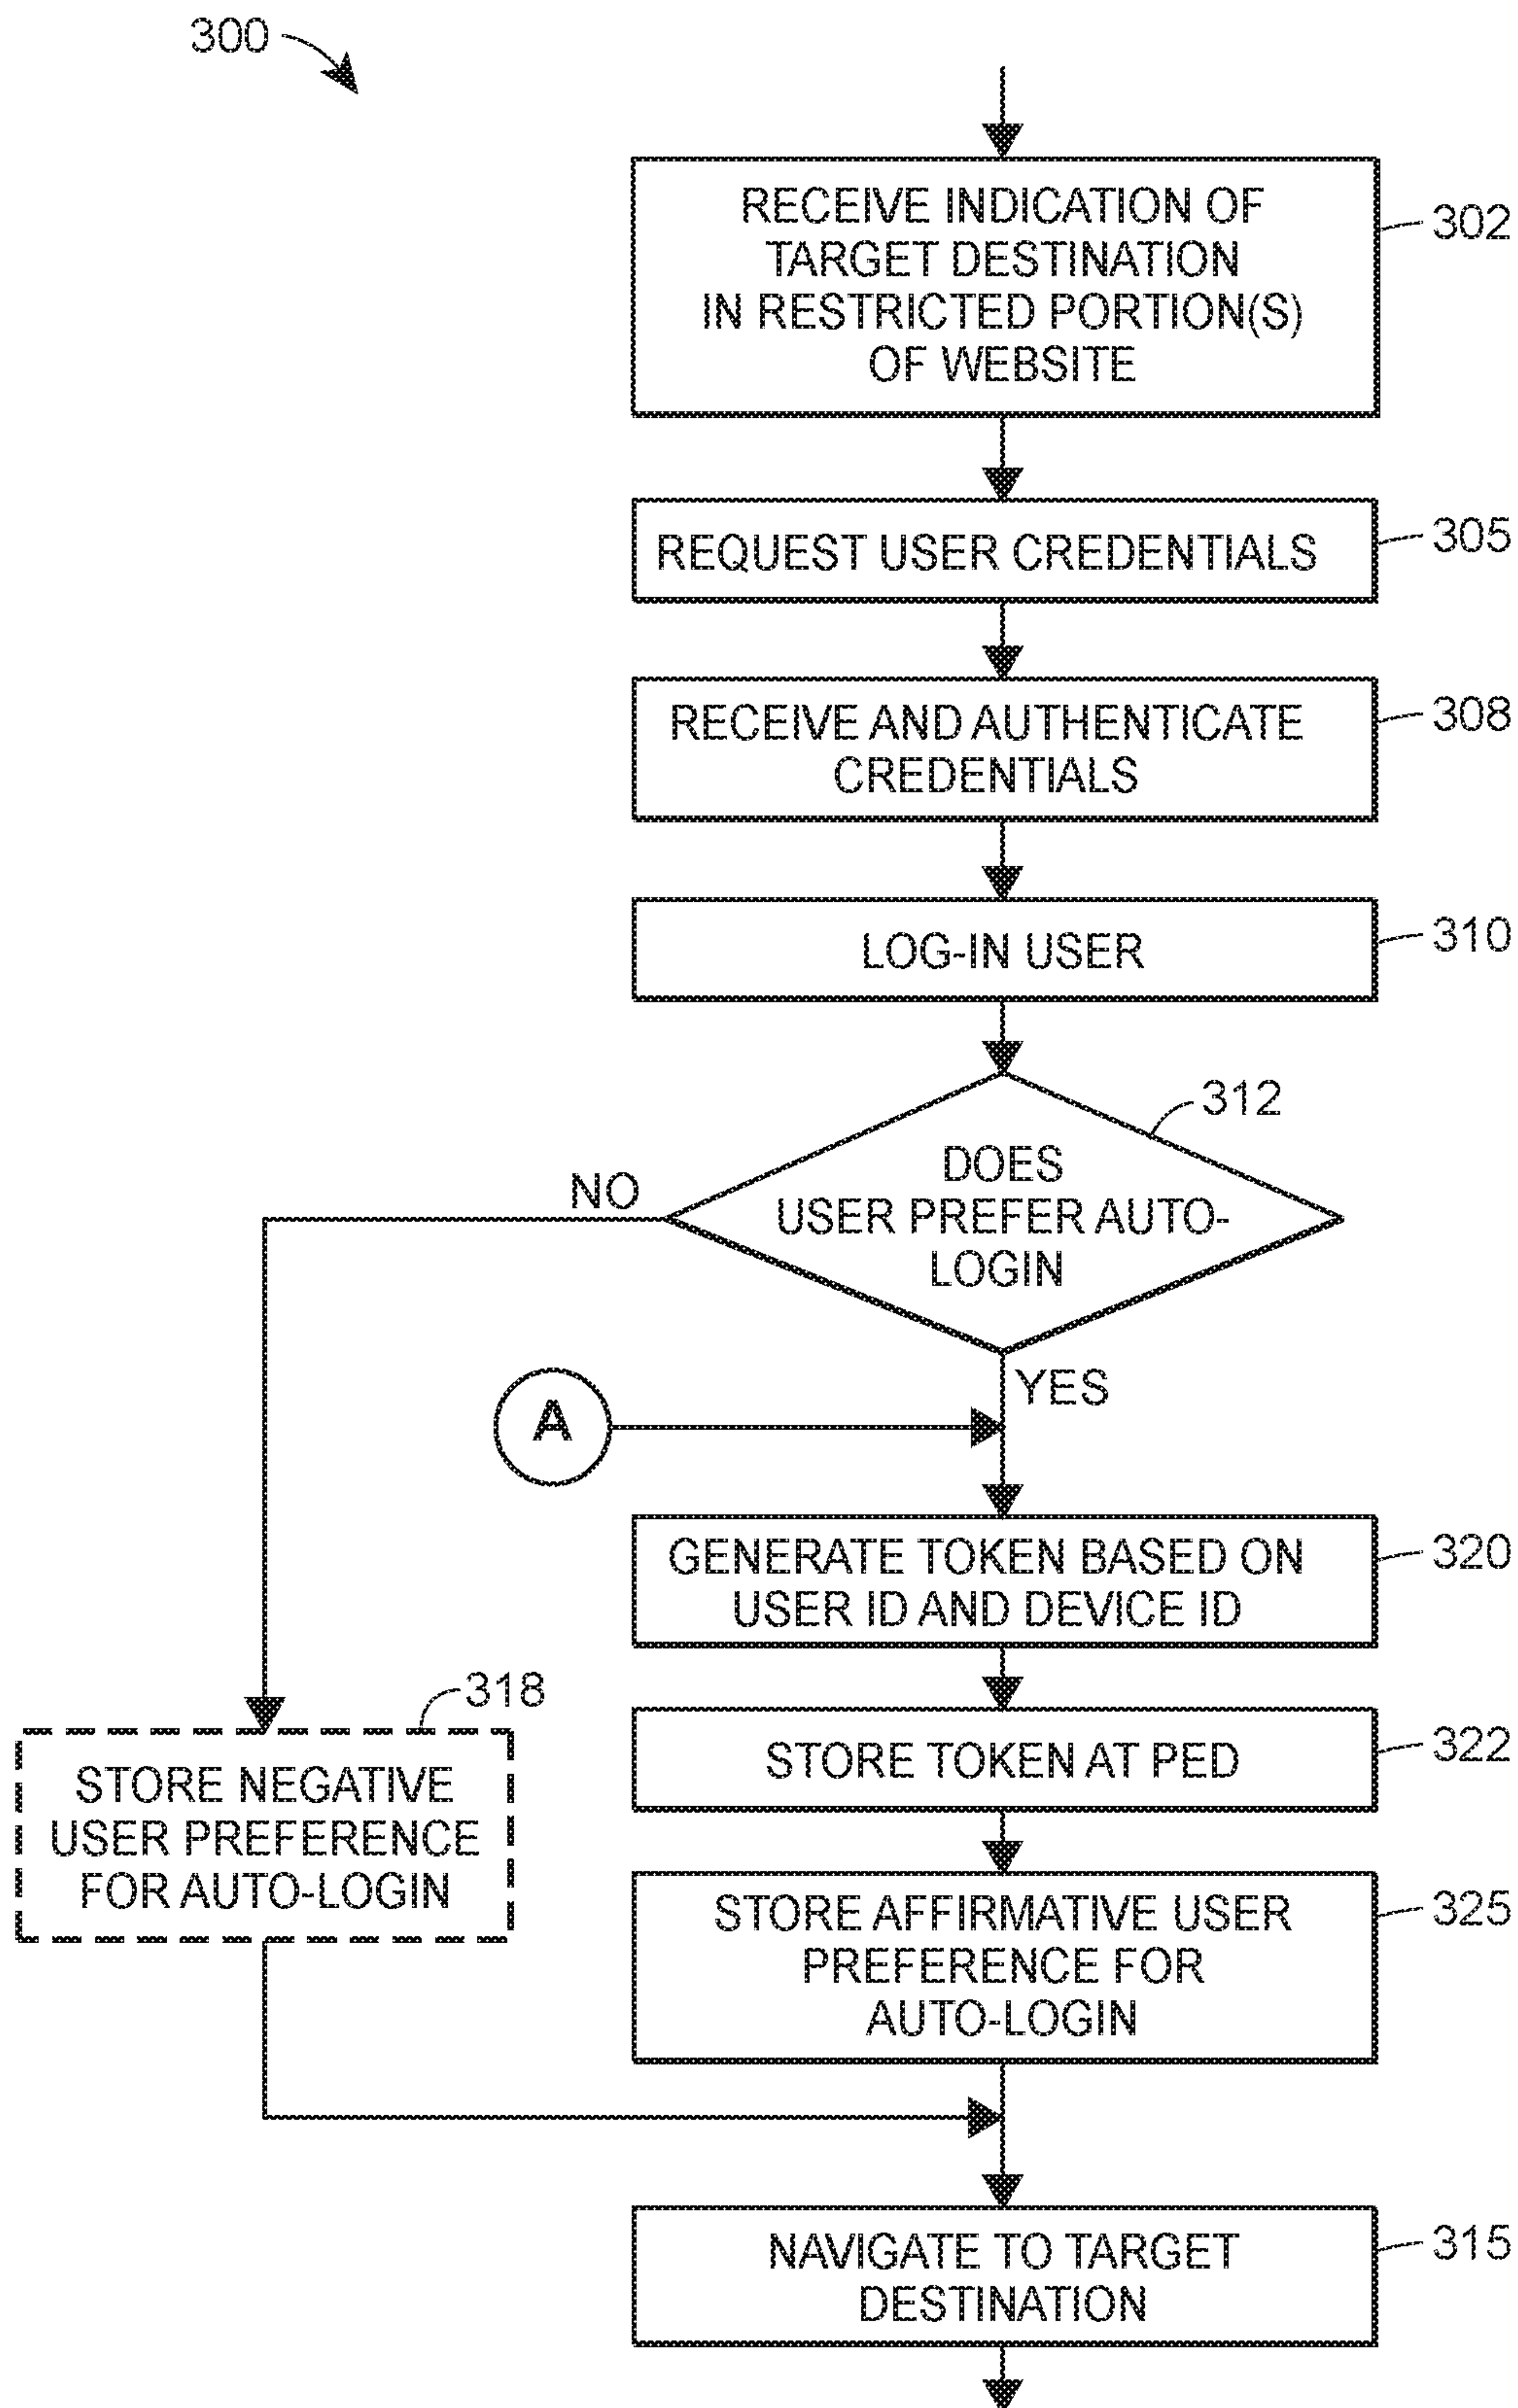 300
RECEIVE INDICATION OF
TARGET DESTINATION
IN RESTRICTED PORTION(S)
OF WEBSITE
302
REQUEST USER CREDENTIALS
305
RECEIVE AND AUTHENTICATE
CREDENTIALS
308
LOG-IN USER
310
312
DOES
USER PREFER AUTO-
LOGIN
NO
YES
A
GENERATE TOKEN BASED ON
USER ID AND DEVICE ID
320
318
STORE NEGATIVE
USER PREFERENCE
FOR AUTO-LOGIN
STORE TOKEN AT PED
322
STORE AFFIRMATIVE USER
PREFERENCE FOR
AUTO-LOGIN
325
NAVIGATE TO TARGET
DESTINATION
315